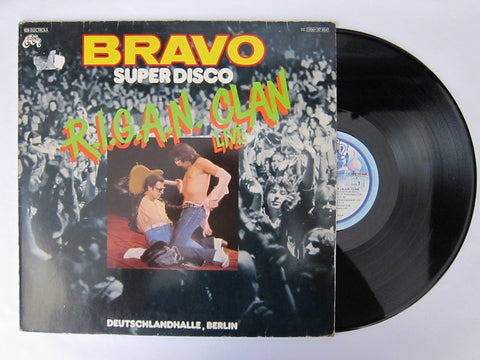 BRAVO
SUPER DISCO
R.I.G.A.N. CLAN
LIVE
DEUTSCHLANDHALLE, BERLIN